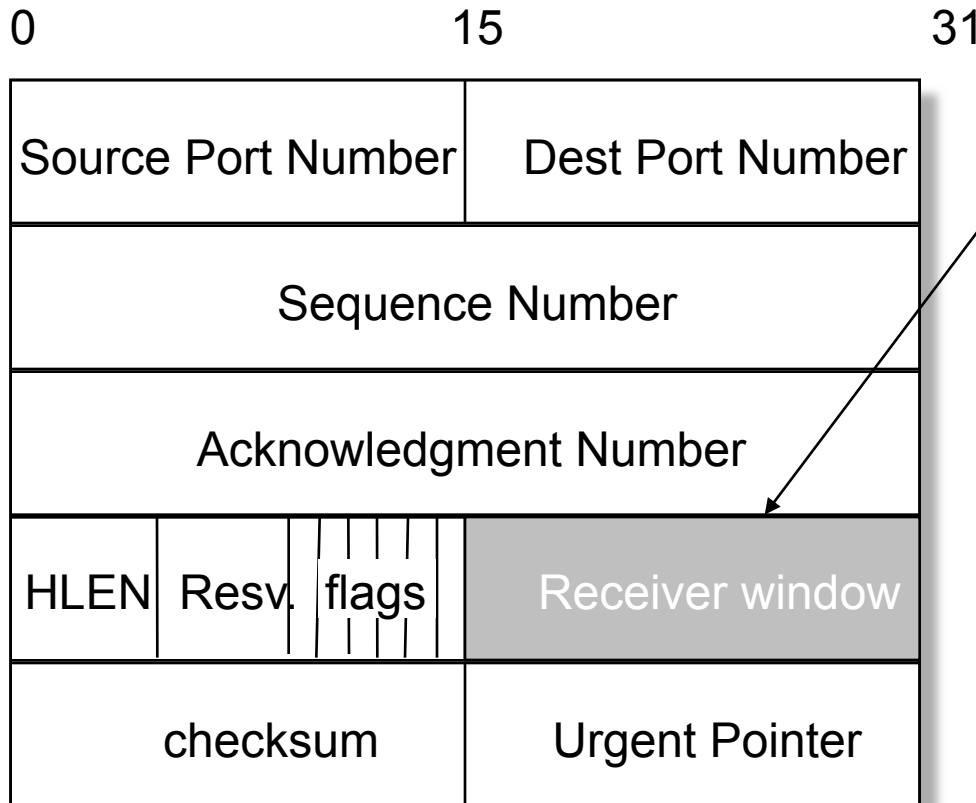 0 15 31
Source Port Number Dest Port Number
Sequence Number
Acknowledgment Number
HLEN Resv. flags Receiver window
checksum Urgent Pointer